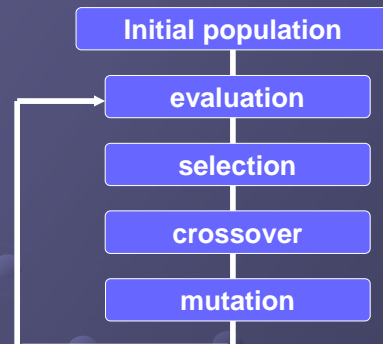 Initial population
evaluation
selection
crossover
mutation